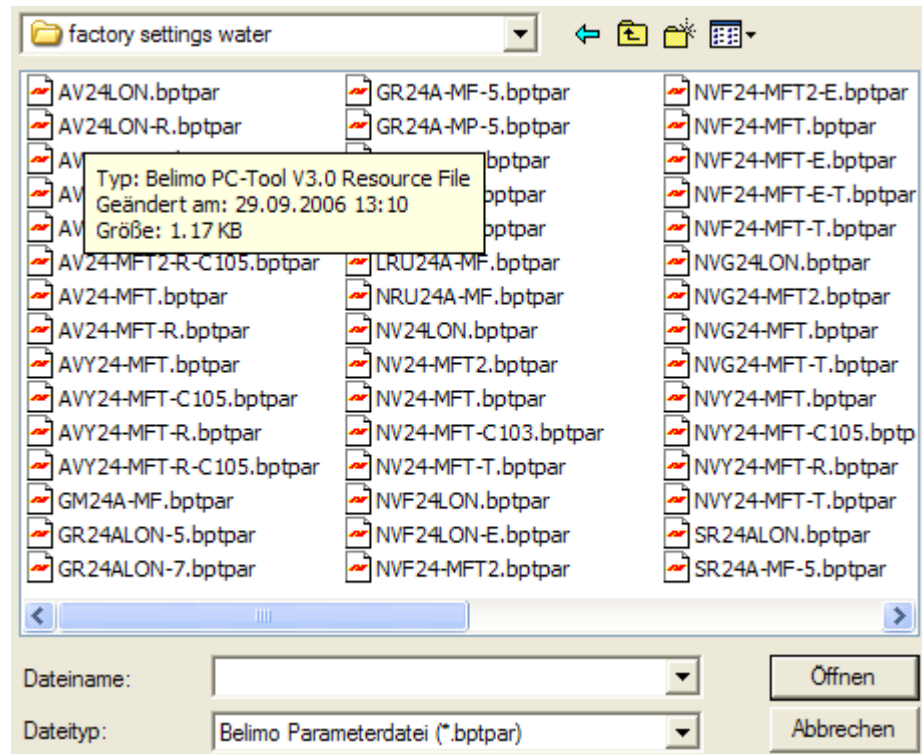 factory settings water
AV24LON.bptpar
AV24LON-R.bptpar
AV
AV
AV
AV24-MFT2-R-C105.bptpar
AV24-MFT.bptpar
AV24-MFT-R.bptpar
AVY24-MFT.bptpar
AVY24-MFT-C105.bptpar
AVY24-MFT-R.bptpar
AVY24-MFT-R-C105.bptpar
GM24A-MF.bptpar
GR24ALON-5.bptpar
GR24ALON-7.bptpar
Typ: Belimo PC-Tool V3.0 Resource File
Geändert am: 29.09.2006 13:10
Größe: 1.17 KB
GR24A-MF-5.bptpar
GR24A-MP-5.bptpar
bptpar
bptpar
bptpar
LRU24A-MF.bptpar
NRU24A-MF.bptpar
NV24LON.bptpar
NV24-MFT2.bptpar
NV24-MFT.bptpar
NV24-MFT-C103.bptpar
NV24-MFT-T.bptpar
NVF24LON.bptpar
NVF24LON-E.bptpar
NVF24-MFT2.bptpar
NVF24-MFT2-E.bptpar
NVF24-MFT.bptpar
NVF24-MFT-E.bptpar
NVF24-MFT-E-T.bptpar
NVF24-MFT-T.bptpar
NVG24LON.bptpar
NVG24-MFT2.bptpar
NVG24-MFT.bptpar
NVG24-MFT-T.bptpar
NVY24-MFT.bptpar
NVY24-MFT-C105.bptp
NVY24-MFT-R.bptpar
NVY24-MFT-T.bptpar
SR24ALON.bptpar
SR24A-MF-5.bptpar
Dateiname:
Öffnen
Dateityp:
Belimo Parameterdatei (*.bptpar)
Abbrechen